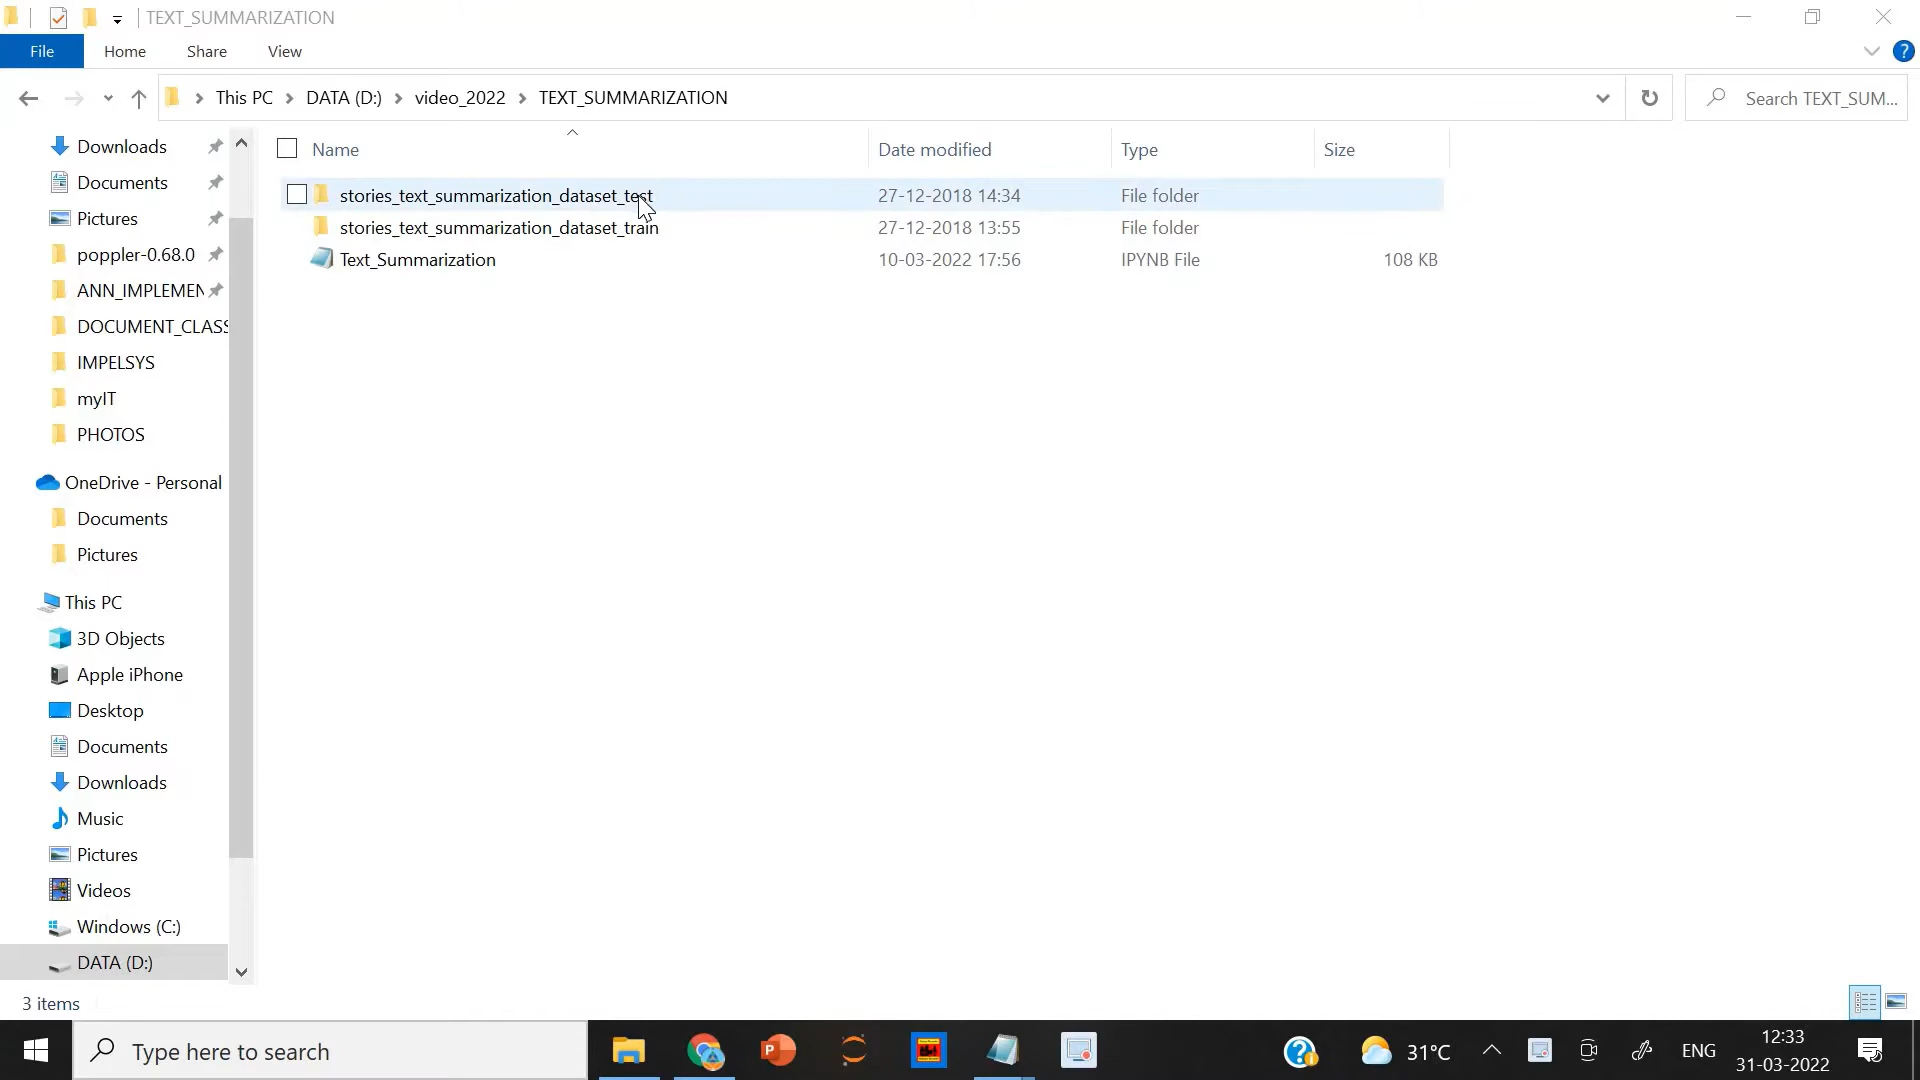 TEXT_SUMMARIZATION
File Home Share View
This PC DATA (D:) video_2022 TEXT_SUMMARIZATION Search TEXT_SUM...
Name Date modified Type Size
stories_text_summarization_dataset_test 27-12-2018 14:34 File folder
stories_text_summarization_dataset_train 27-12-2018 13:55 File folder
Text_Summarization 10-03-2022 17:56 IPYNB File 108 KB
Downloads
Documents
Pictures
poppler-0.68.0
ANN_IMPLEMEN
DOCUMENT_CLASS
IMPELSYS
myIT
PHOTOS
OneDrive - Personal
Documents
Pictures
This PC
3D Objects
Apple iPhone
Desktop
Documents
Downloads
Music
Pictures
Videos
Windows (C:)
DATA (D:)
3 items
Type here to search
31°C ENG 12:33
31-03-2022